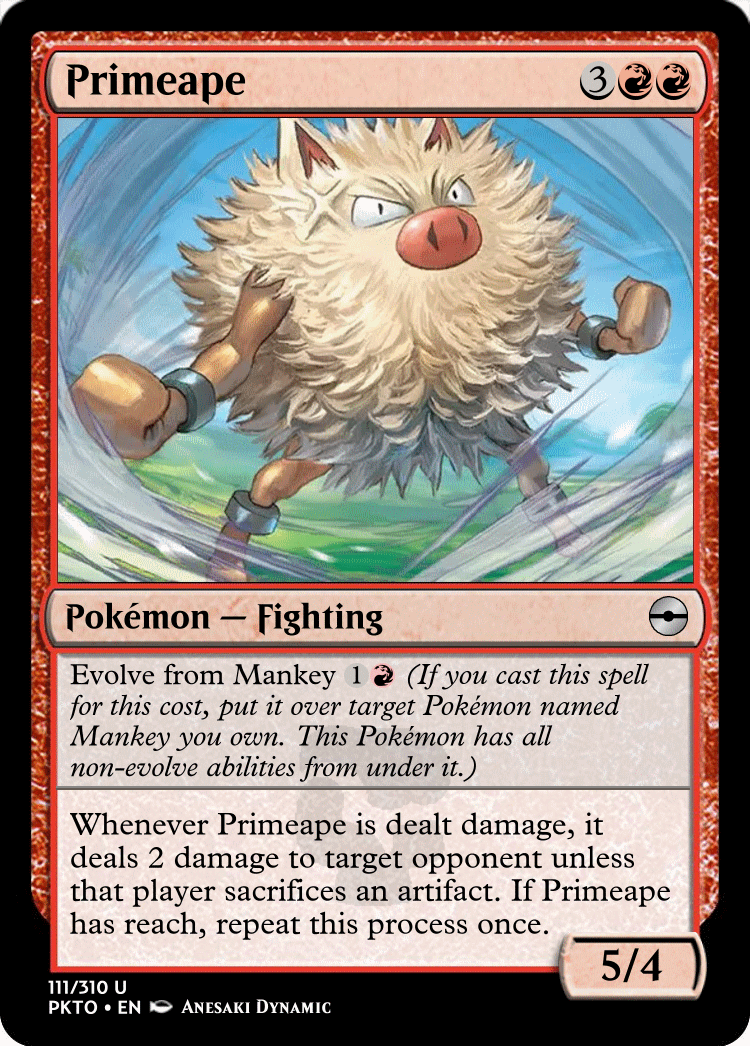 Primeape 3
Pokémon — Fighting
Evolve from Mankey 1 (If you cast this spell
for this cost, put it over target Pokémon named
Mankey you own. This Pokémon has all
non-evolve abilities from under it.)
Whenever Primeape is dealt damage, it
deals 2 damage to target opponent unless
that player sacrifices an artifact. If Primeape
has reach, repeat this process once.
5/4
111/310 U
PKTO • EN Anesaki Dynamic